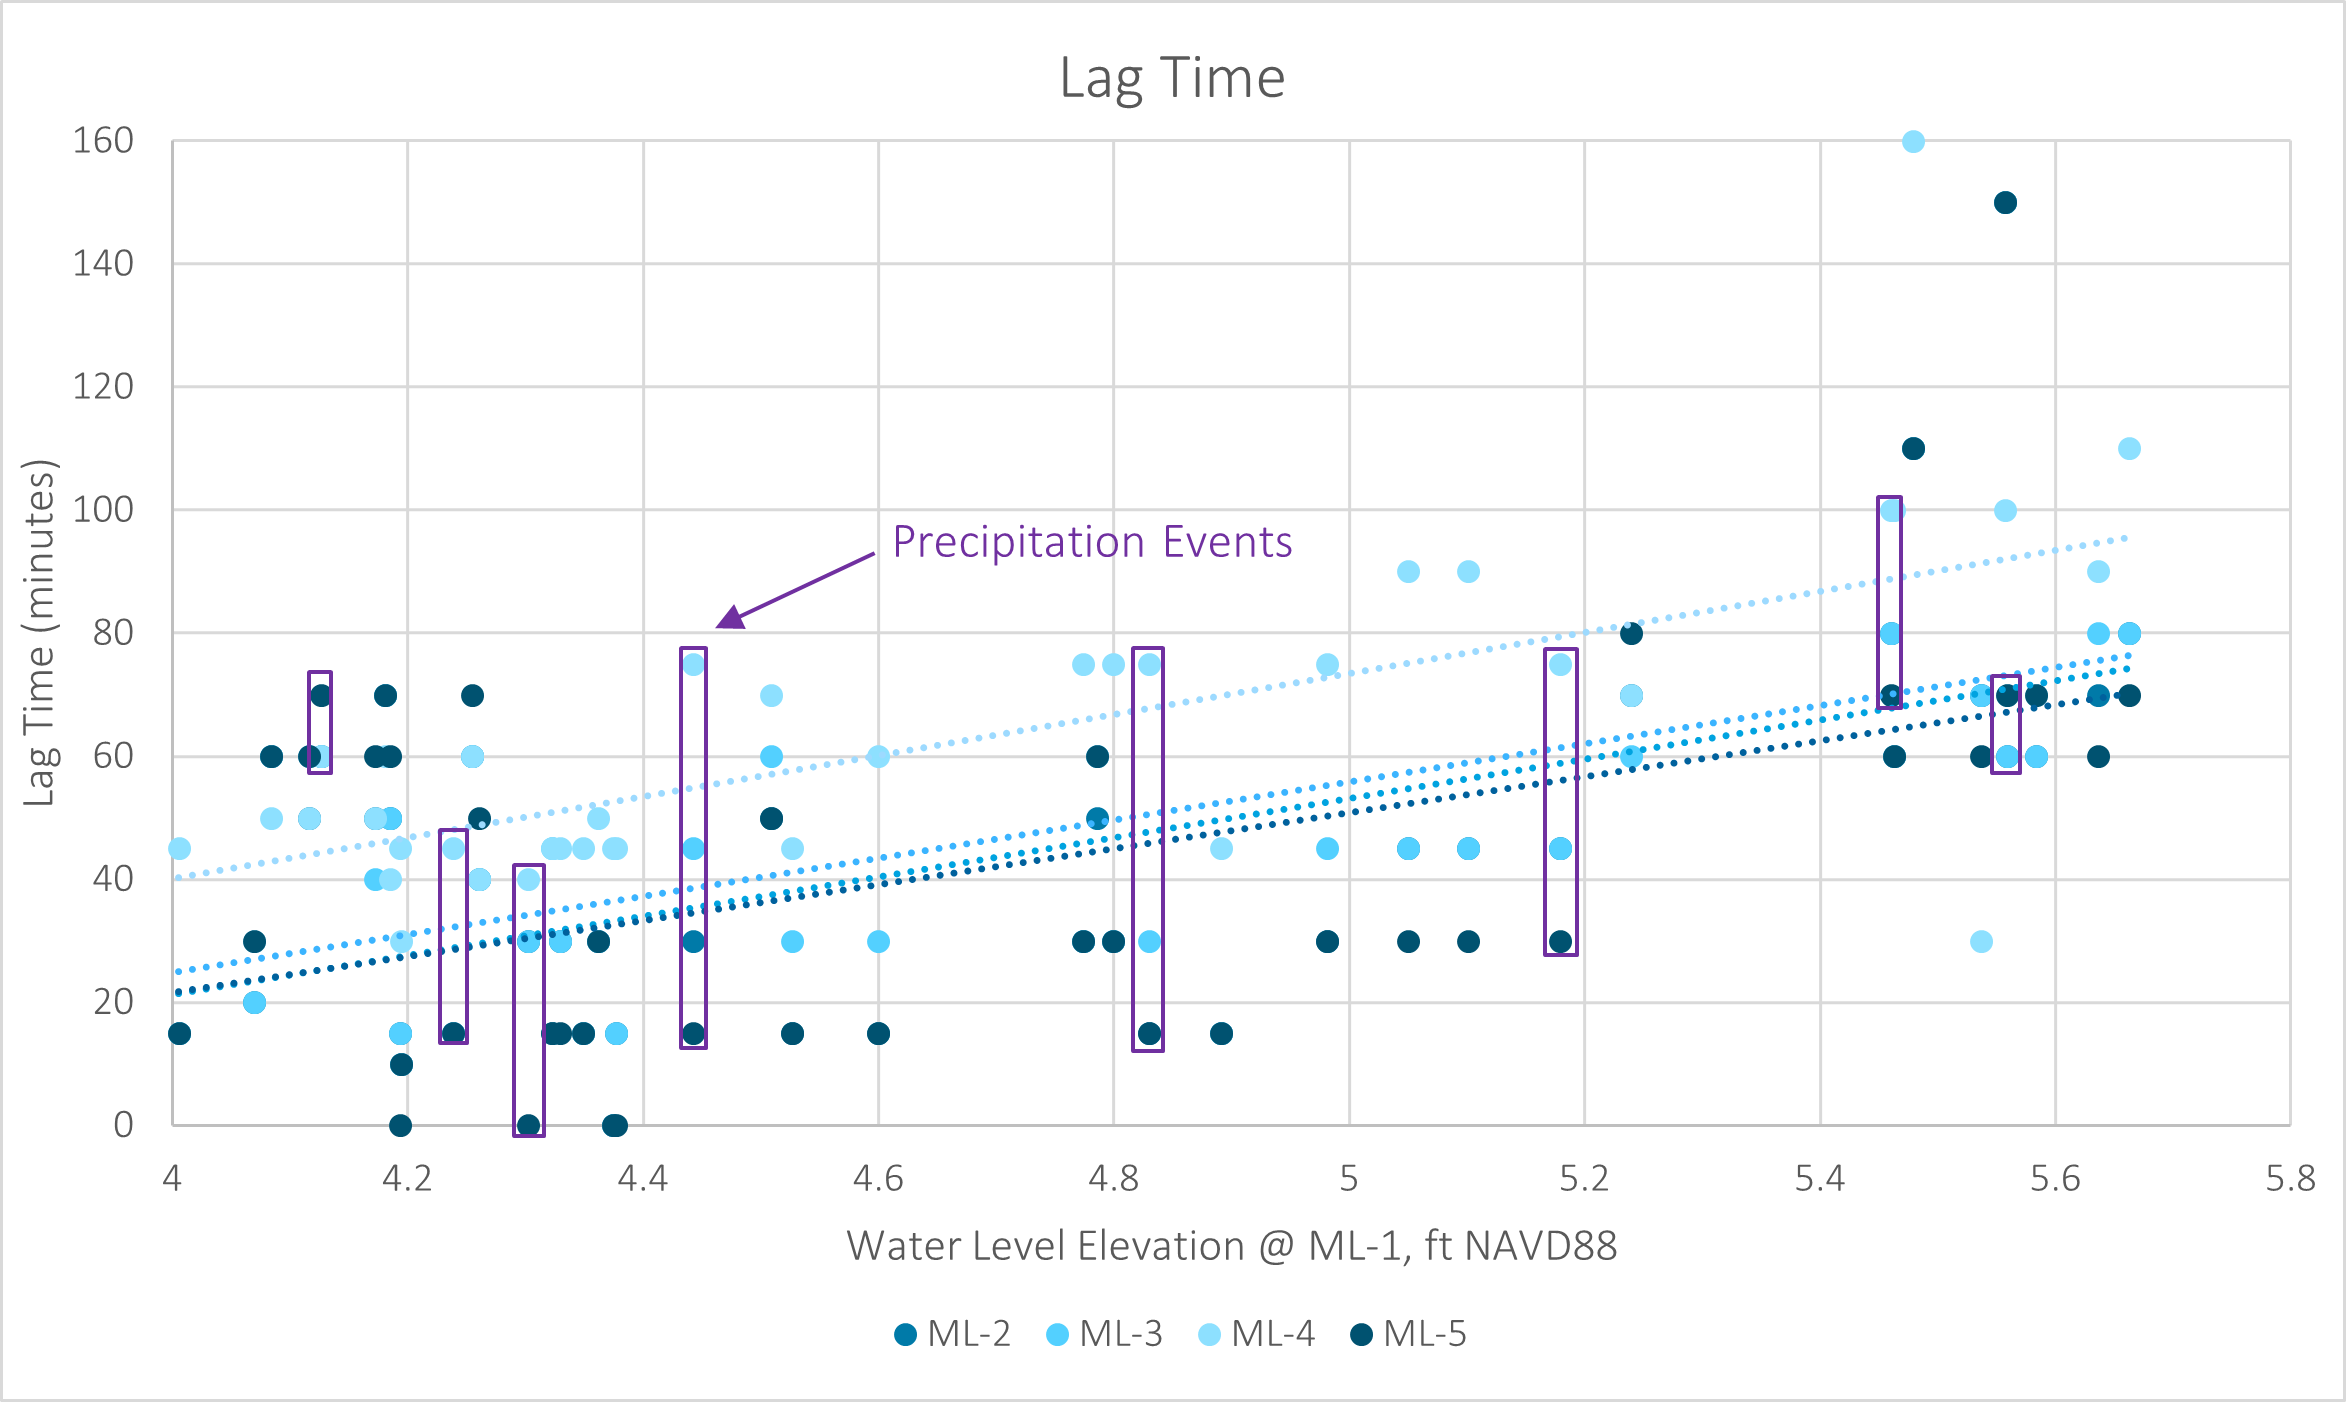 Lag Time
160
140
120
100
80
60
40
20
0
Lag Time (minutes)
Precipitation Events
4 4.2 4.4 4.6 4.8 5 5.2 5.4 5.6 5.8
Water Level Elevation @ ML-1, ft NAVD88
ML-2 ML-3 ML-4 ML-5